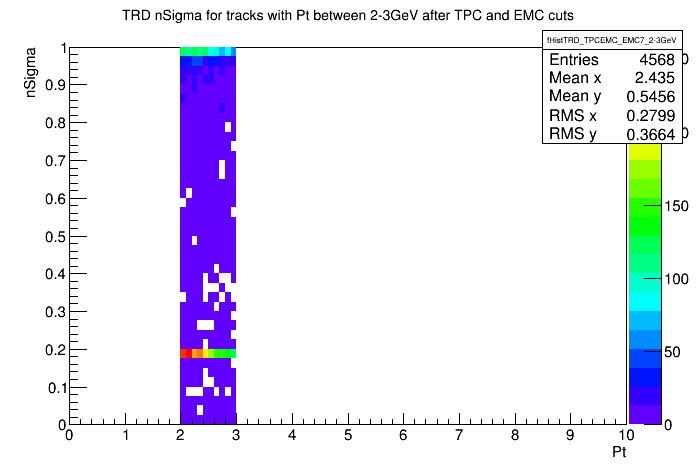 TRD nSigma for tracks with Pt between 2-3GeV after TPC and EMC cuts
fHistTRD_TPCEMC_EMC7_2-3GeV
Entries 4568
Mean x 2.435
Mean y 0.5456
RMS x 0.2799
RMS y 0.3664
nSigma
1
0.9
0.8
0.7
0.6
0.5
0.4
0.3
0.2
0.1
0
0 1 2 3 4 5 6 7 8 9 10
Pt
150
100
50
0